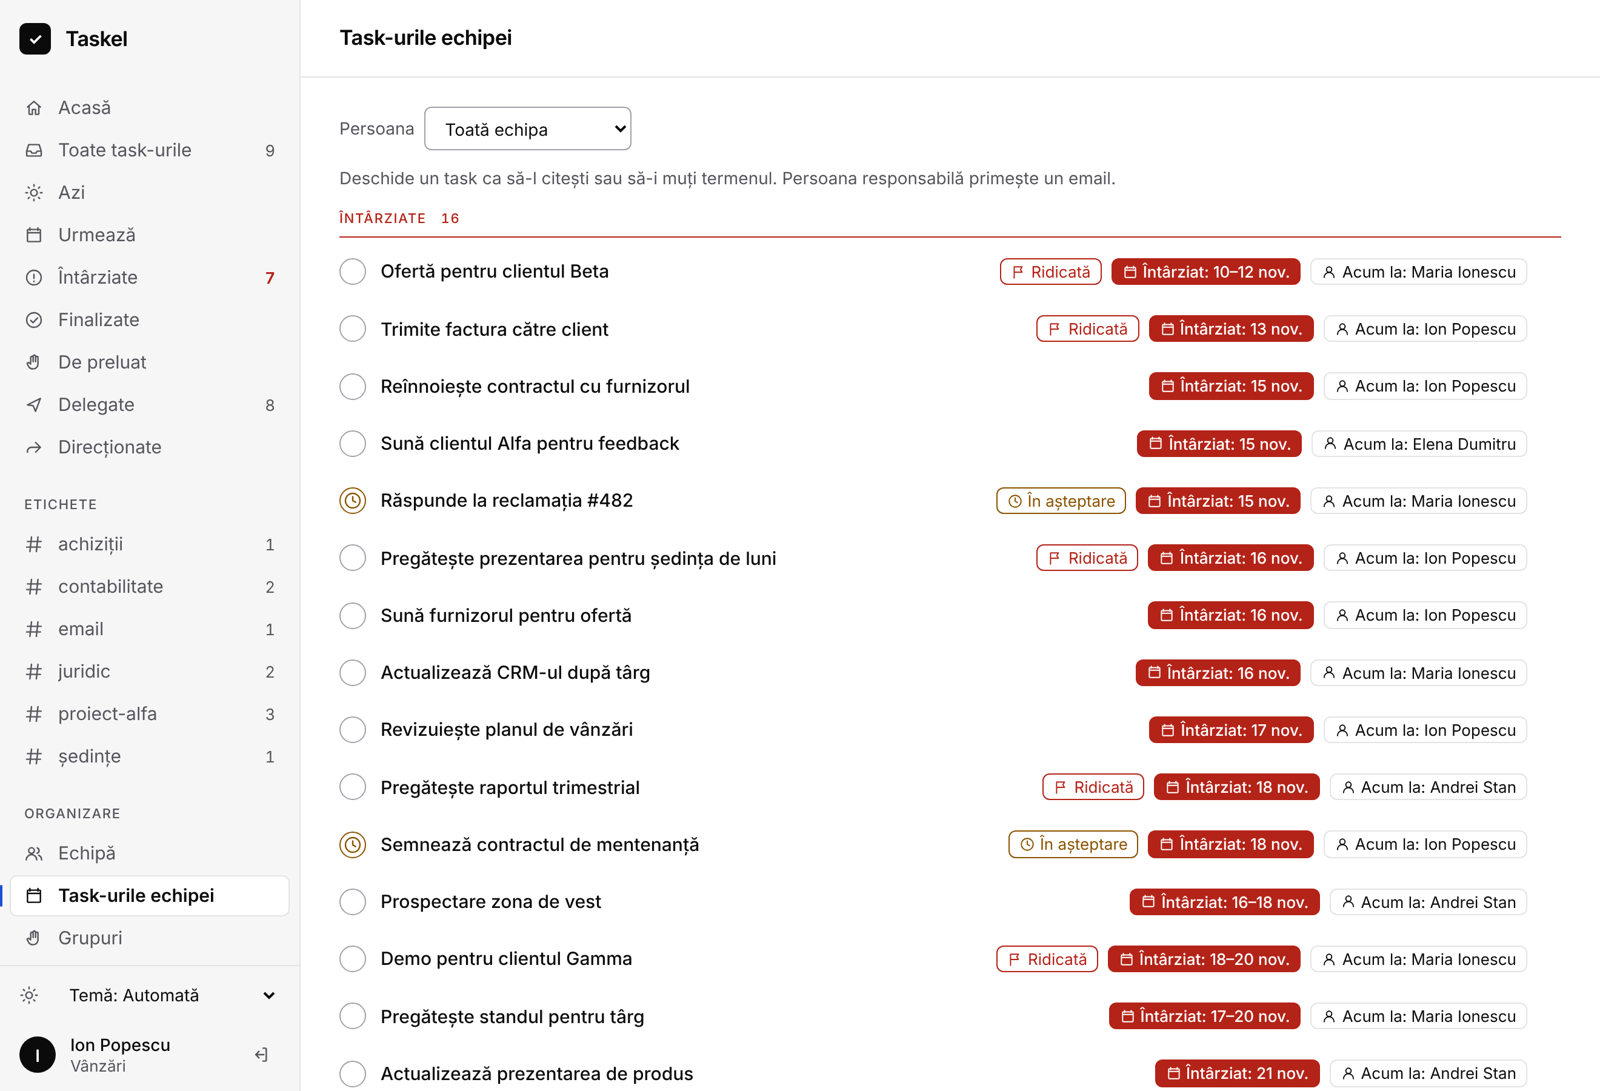 Taskel
Acasă
Toate task-urile 9
Azi
Urmează
Întârziate 7
Finalizate
De preluat
Delegate 8
Direcționate
ETICHETE
# achiziții 1
# contabilitate 2
# email 1
# juridic 2
# proiect-alfa 3
# ședințe 1
ORGANIZARE
Echipă
Task-urile echipei
Grupuri
Temă: Automată
I
Ion Popescu
Vânzări
Task-urile echipei
Persoana Toată echipa
Deschide un task ca să-l citești sau să-i muți termenul. Persoana responsabilă primește un email.
ÎNTÂRZIATE 16
Ofertă pentru clientul Beta Ridicată Întârziat: 10–12 nov. Acum la: Maria Ionescu
Trimite factura către client Ridicată Întârziat: 13 nov. Acum la: Ion Popescu
Reînnoiește contractul cu furnizorul Întârziat: 15 nov. Acum la: Ion Popescu
Sună clientul Alfa pentru feedback Întârziat: 15 nov. Acum la: Elena Dumitru
Răspunde la reclamația #482 În așteptare Întârziat: 15 nov. Acum la: Maria Ionescu
Pregătește prezentarea pentru ședința de luni Ridicată Întârziat: 16 nov. Acum la: Ion Popescu
Sună furnizorul pentru ofertă Întârziat: 16 nov. Acum la: Ion Popescu
Actualizează CRM-ul după târg Întârziat: 16 nov. Acum la: Maria Ionescu
Revizuiește planul de vânzări Întârziat: 17 nov. Acum la: Ion Popescu
Pregătește raportul trimestrial Ridicată Întârziat: 18 nov. Acum la: Andrei Stan
Semnează contractul de mentenanță În așteptare Întârziat: 18 nov. Acum la: Ion Popescu
Prospectare zona de vest Întârziat: 16–18 nov. Acum la: Andrei Stan
Demo pentru clientul Gamma Ridicată Întârziat: 18–20 nov. Acum la: Maria Ionescu
Pregătește standul pentru târg Întârziat: 17–20 nov. Acum la: Maria Ionescu
Actualizează prezentarea de produs Întârziat: 21 nov. Acum la: Andrei Stan